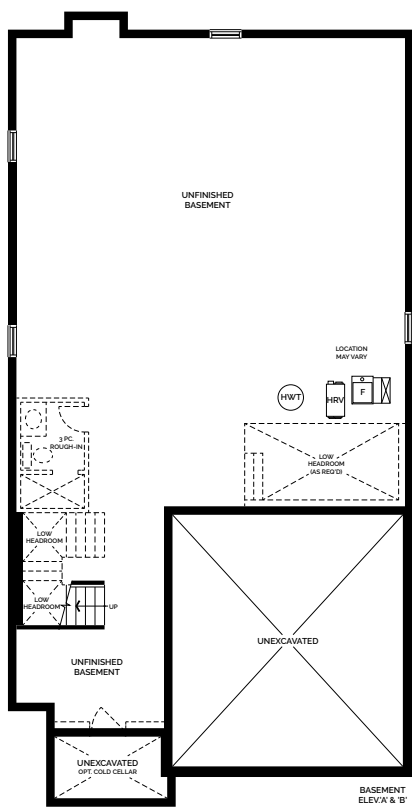 UNFINISHED
BASEMENT
LOCATION
MAY VARY
HWT
HRV
F
3 PC.
ROUGH-IN
LOW
HEADROOM
(AS REQ'D)
LOW
HEADROOM
LOW
HEADROOM
UP
UNEXCAVATED
UNFINISHED
BASEMENT
UNEXCAVATED
OPT. COLD CELLAR
BASEMENT
ELEV.'A' & 'B'